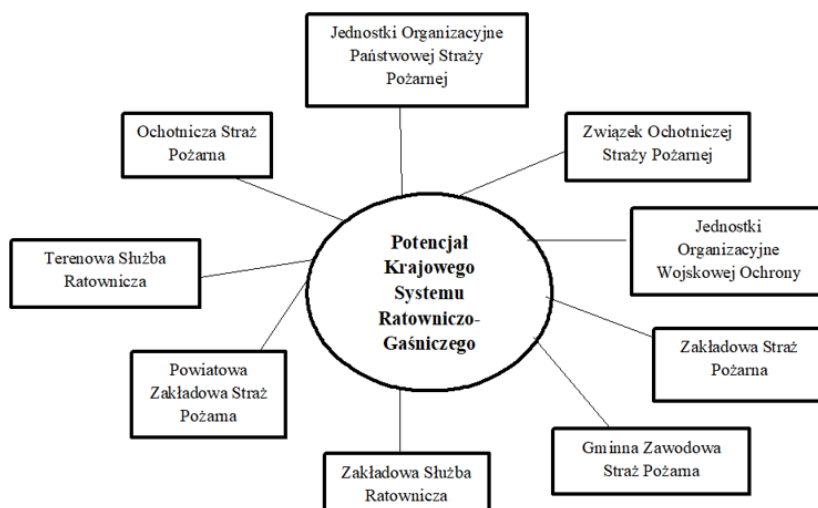 Jednostki Organizacyjne
Państwowej Straży
Pożarnej
Ochotnicza Straż
Pożarna
Związek Ochotniczej
Straży Pożarnej
Jednostki
Organizacyjne
Wojskowej Ochrony
Terenowa Służba
Ratownicza
Potencjał
Krajowego
Systemu
Ratowniczo-
Gaśniczego
Zakładowa Straż
Pożarna
Powiatowa
Zakładowa Straż
Pożarna
Gminna Zawodowa
Straż Pożarna
Zakładowa Służba
Ratownicza